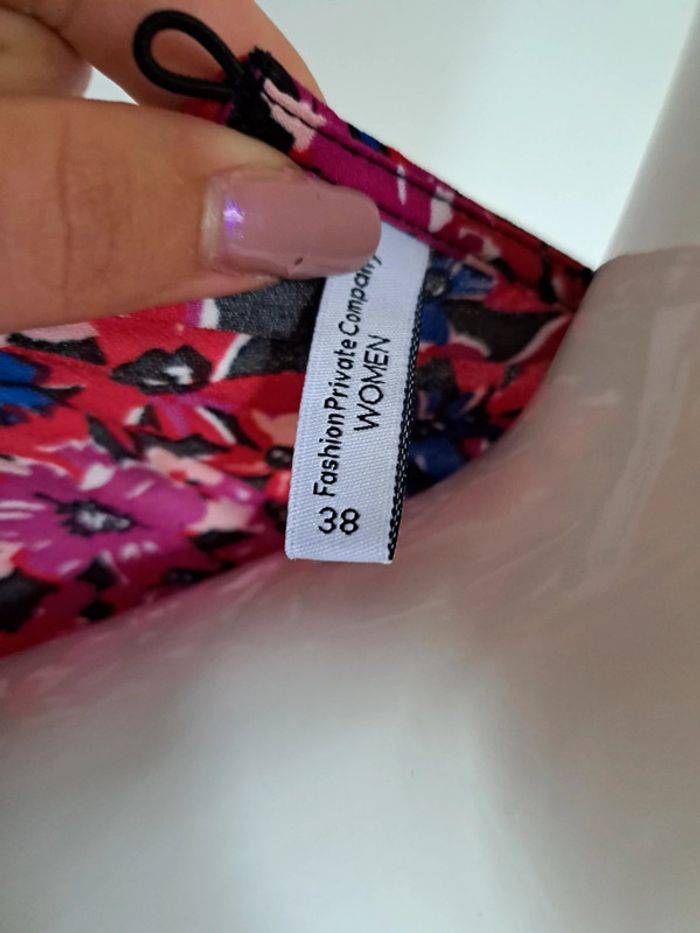 Fashion Private Company
WOMEN
38